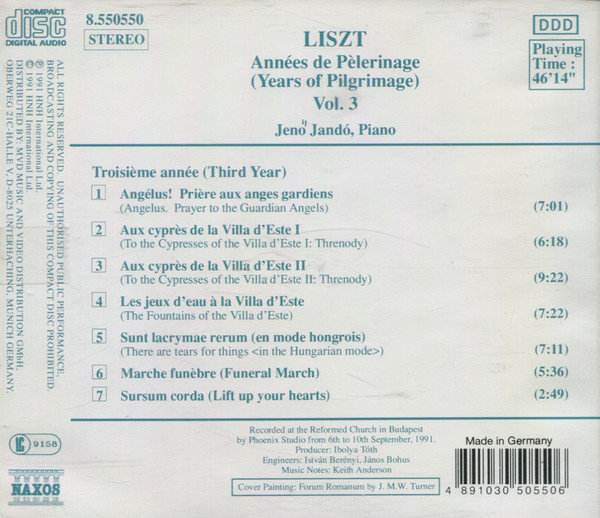 COMPACT
disc
DIGITAL AUDIO
8.550550
STEREO
LISZT
Années de Pèlerinage
(Years of Pilgrimage)
Vol. 3
Jenő Jandó, Piano
DDD
Playing
Time :
46'14"
Troisième année (Third Year)
1 Angélus! Prière aux anges gardiens
(Angelus. Prayer to the Guardian Angels) (7:01)
2 Aux cyprès de la Villa d'Este I
(To the Cypresses of the Villa d'Este I: Threnody) (6:18)
3 Aux cyprès de la Villa d'Este II
(To the Cypresses of the Villa d'Este II: Threnody) (9:22)
4 Les jeux d'eau à la Villa d'Este
(The Fountains of the Villa d'Este) (7:22)
5 Sunt lacrymae rerum (en mode hongrois)
(There are tears for things <in the Hungarian mode>) (7:11)
6 Marche funèbre (Funeral March) (5:36)
7 Sursum corda (Lift up your hearts) (2:49)
Recorded at the Reformed Church in Budapest
by Phoenix Studio from 6th to 10th September, 1991.
Producer: Ibolya Tóth
Engineers: István Berényi, János Bohus
Music Notes: Keith Anderson
Cover Painting: Forum Romanum by J. M.W. Turner
Made in Germany
4 891030 505506
ALL RIGHTS RESERVED. UNAUTHORISED PUBLIC PERFORMANCE,
BROADCASTING AND COPYING OF THIS COMPACT DISC PROHIBITED.
℗ 1991 HNH International Ltd.
© 1991 HNH International Ltd.
DISTRIBUTED BY: MVD MUSIC AND VIDEO DISTRIBUTION GMBH,
OBERWEG 21C-HALLE V, D-8025 UNTERHACHING, MUNICH GERMANY.
LC 9158
NAXOS